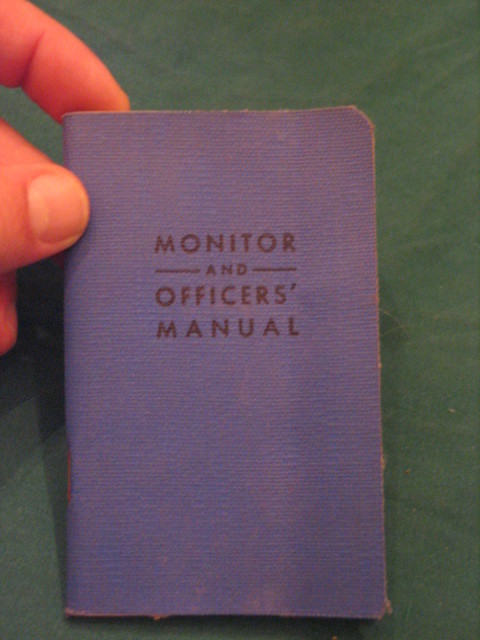 MONITOR
AND
OFFICERS'
MANUAL